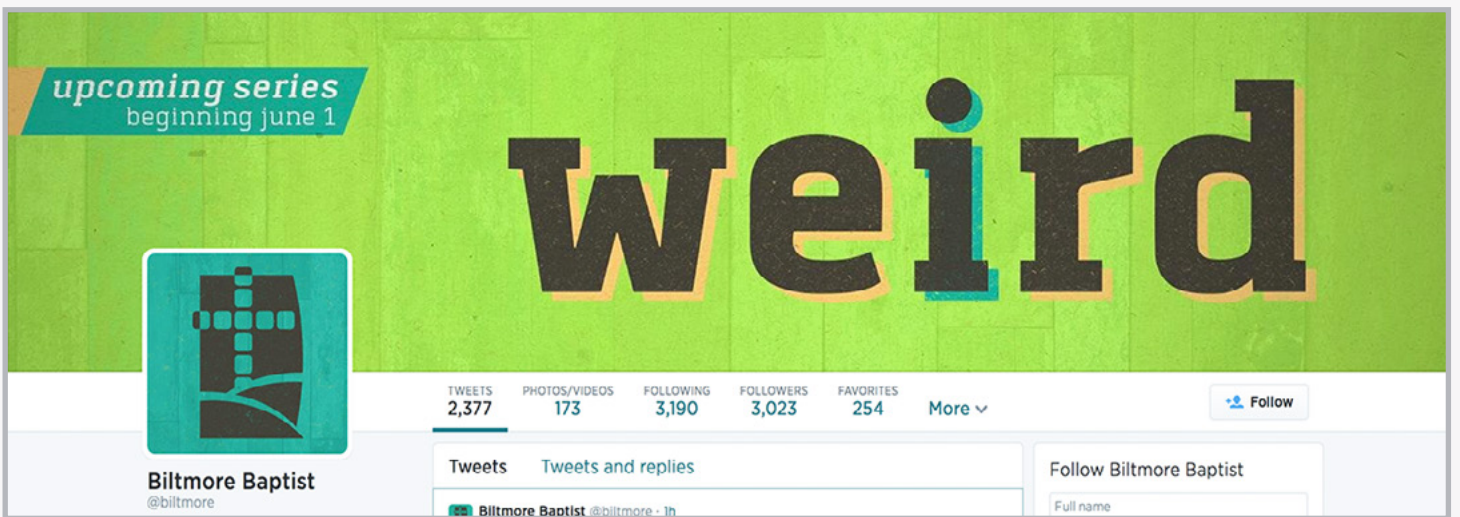 upcoming series
beginning june 1
weird
TWEETS PHOTOS/VIDEOS FOLLOWING FOLLOWERS FAVORITES
2,377 173 3,190 3,023 254 More
Follow
Biltmore Baptist
@biltmore
Tweets Tweets and replies
Biltmore Baptist @biltmore · 1h
Follow Biltmore Baptist
Full name